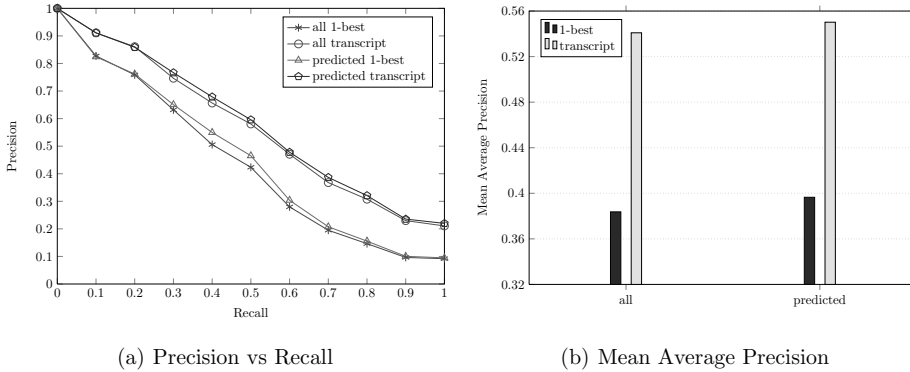 1
0.9
0.8
0.7
0.6
0.5
0.4
0.3
0.2
0.1
0
Precision
0 0.1 0.2 0.3 0.4 0.5 0.6 0.7 0.8 0.9 1
Recall
all 1-best
all transcript
predicted 1-best
predicted transcript
(a) Precision vs Recall
0.56
0.52
0.48
0.44
0.4
0.36
0.32
Mean Average Precision
all predicted
1-best
transcript
(b) Mean Average Precision